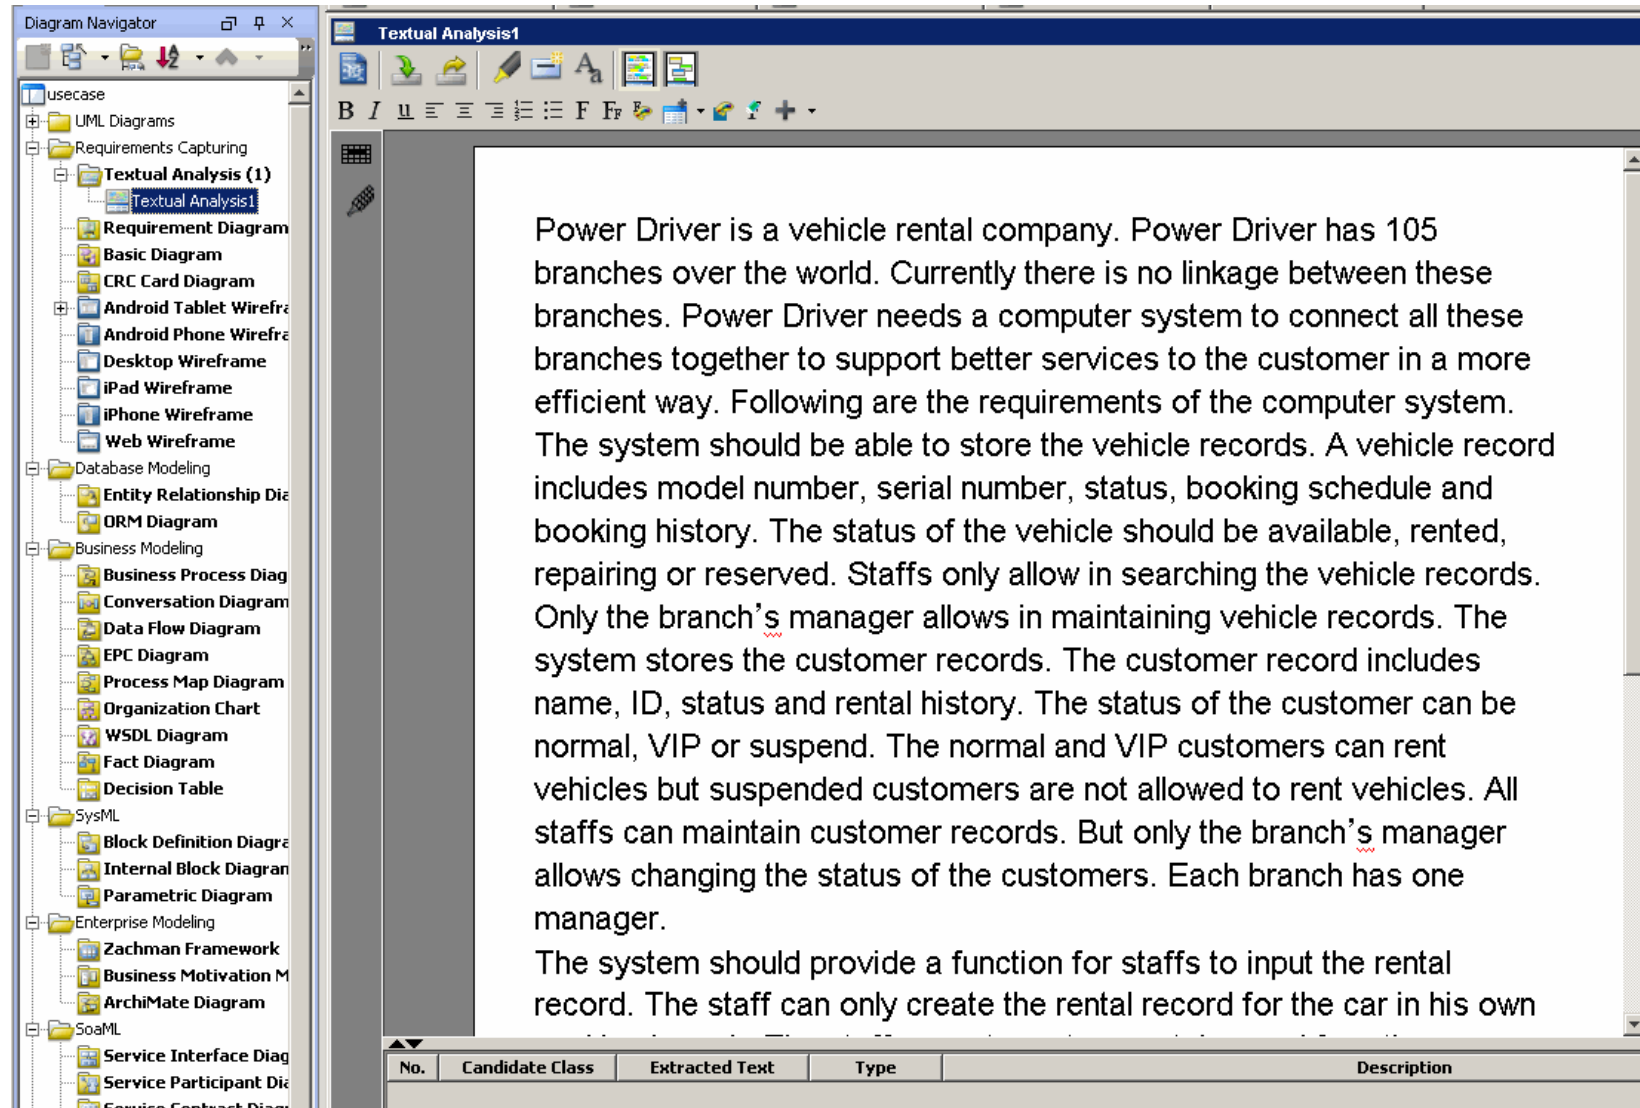 Diagram Navigator
usecase
UML Diagrams
Requirements Capturing
Textual Analysis (1)
Textual Analysis1
Requirement Diagram
Basic Diagram
CRC Card Diagram
Android Tablet Wirefra
Android Phone Wirefra
Desktop Wireframe
iPad Wireframe
iPhone Wireframe
Web Wireframe
Database Modeling
Entity Relationship Dia
ORM Diagram
Business Modeling
Business Process Diag
Conversation Diagram
Data Flow Diagram
EPC Diagram
Process Map Diagram
Organization Chart
WSDL Diagram
Fact Diagram
Decision Table
SysML
Block Definition Diagra
Internal Block Diagram
Parametric Diagram
Enterprise Modeling
Zachman Framework
Business Motivation M
ArchiMate Diagram
SoaML
Service Interface Diag
Service Participant Dia
Service Contract Diag
Textual Analysis1
B I u F FF
Power Driver is a vehicle rental company. Power Driver has 105
branches over the world. Currently there is no linkage between these
branches. Power Driver needs a computer system to connect all these
branches together to support better services to the customer in a more
efficient way. Following are the requirements of the computer system.
The system should be able to store the vehicle records. A vehicle record
includes model number, serial number, status, booking schedule and
booking history. The status of the vehicle should be available, rented,
repairing or reserved. Staffs only allow in searching the vehicle records.
Only the branch's manager allows in maintaining vehicle records. The
system stores the customer records. The customer record includes
name, ID, status and rental history. The status of the customer can be
normal, VIP or suspend. The normal and VIP customers can rent
vehicles but suspended customers are not allowed to rent vehicles. All
staffs can maintain customer records. But only the branch's manager
allows changing the status of the customers. Each branch has one
manager.
The system should provide a function for staffs to input the rental
record. The staff can only create the rental record for the car in his own
No. Candidate Class Extracted Text Type Description